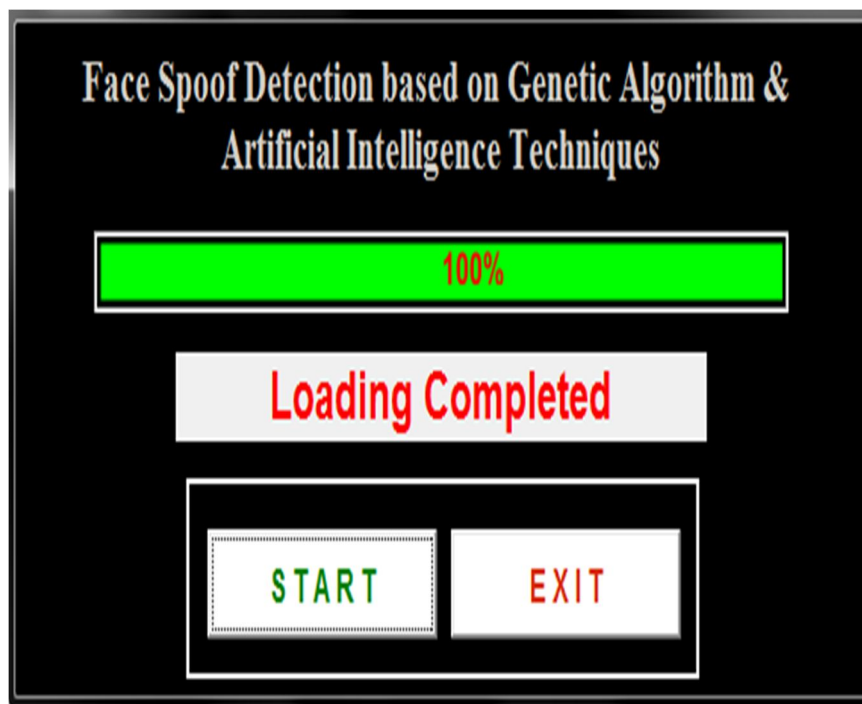 Face Spoof Detection based on Genetic Algorithm &
Artificial Intelligence Techniques
100%
Loading Completed
START
EXIT